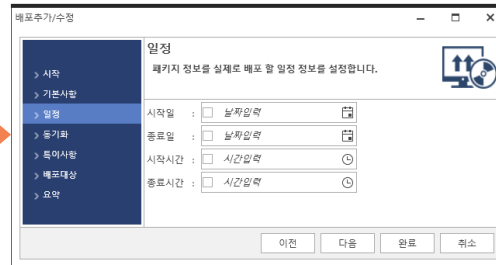 배포추가/수정
일정
패키지 정보를 실제로 배포 할 일정 정보를 설정합니다.
> 시작
> 기본사항
> 일정
> 동기화
> 특이사항
> 배포대상
> 요약
시작일 : 날짜입력
종료일 : 날짜입력
시작시간 : 시간입력
종료시간 : 시간입력
이전 다음 완료 취소